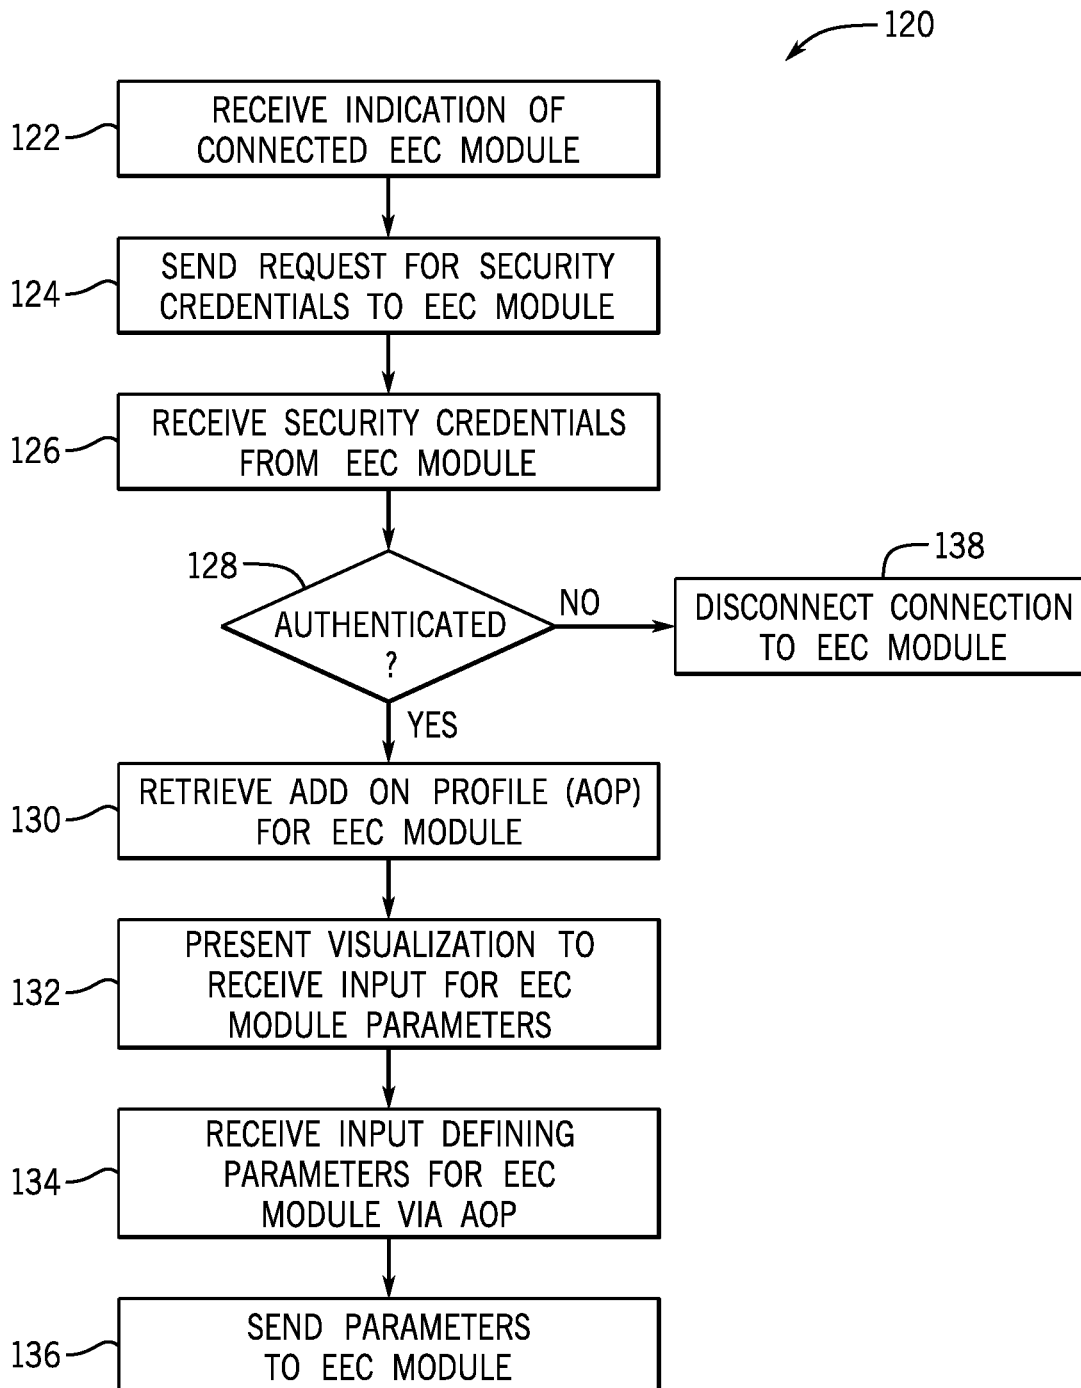 120
RECEIVE INDICATION OF
CONNECTED EEC MODULE
122
SEND REQUEST FOR SECURITY
CREDENTIALS TO EEC MODULE
124
RECEIVE SECURITY CREDENTIALS
FROM EEC MODULE
126
128
AUTHENTICATED
?
NO
138
DISCONNECT CONNECTION
TO EEC MODULE
YES
RETRIEVE ADD ON PROFILE (AOP)
FOR EEC MODULE
130
PRESENT VISUALIZATION TO
RECEIVE INPUT FOR EEC
MODULE PARAMETERS
132
RECEIVE INPUT DEFINING
PARAMETERS FOR EEC
MODULE VIA AOP
134
SEND PARAMETERS
TO EEC MODULE
136